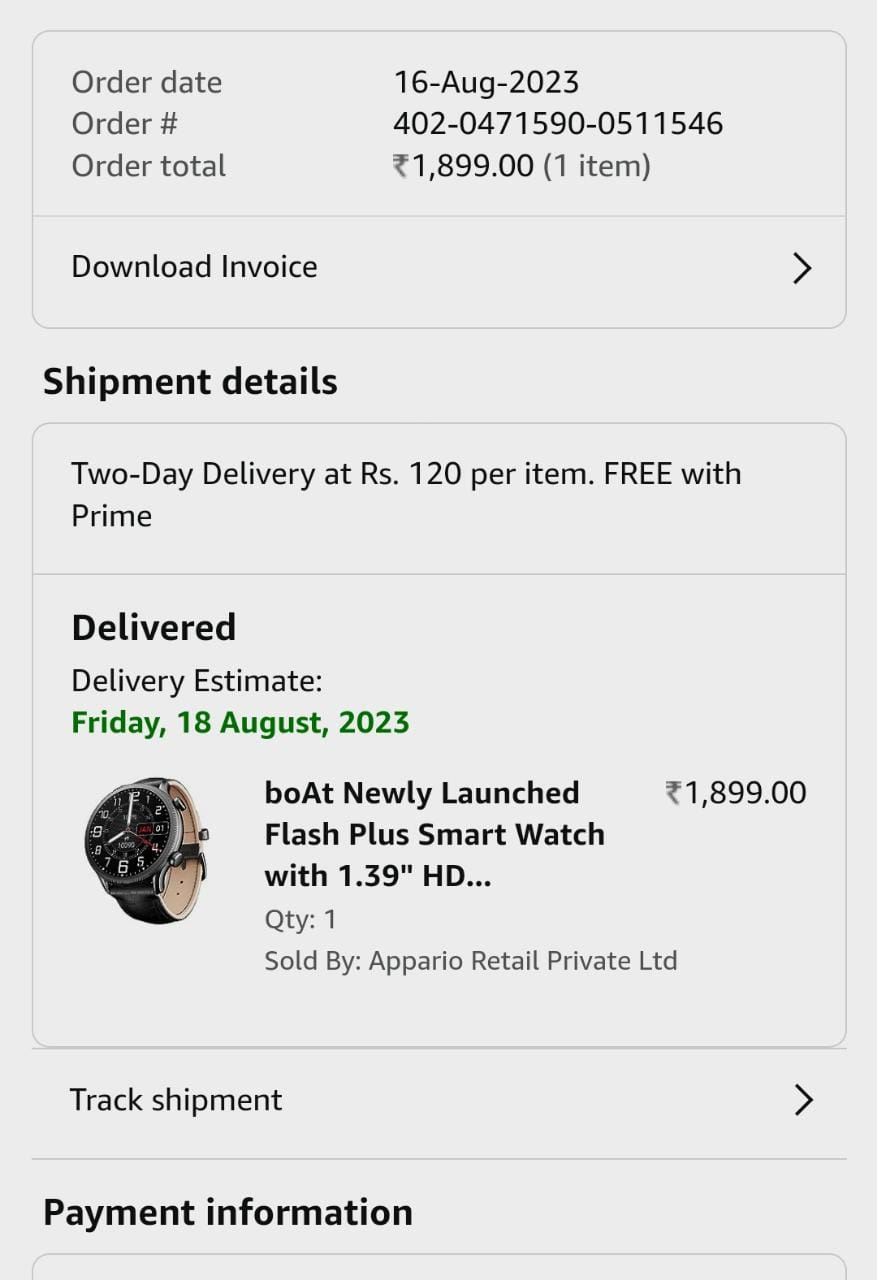 Order date 16-Aug-2023
Order # 402-0471590-0511546
Order total ₹1,899.00 (1 item)
Download Invoice
Shipment details
Two-Day Delivery at Rs. 120 per item. FREE with
Prime
Delivered
Delivery Estimate:
Friday, 18 August, 2023
boAt Newly Launched ₹1,899.00
Flash Plus Smart Watch
with 1.39" HD...
Qty: 1
Sold By: Appario Retail Private Ltd
Track shipment
Payment information